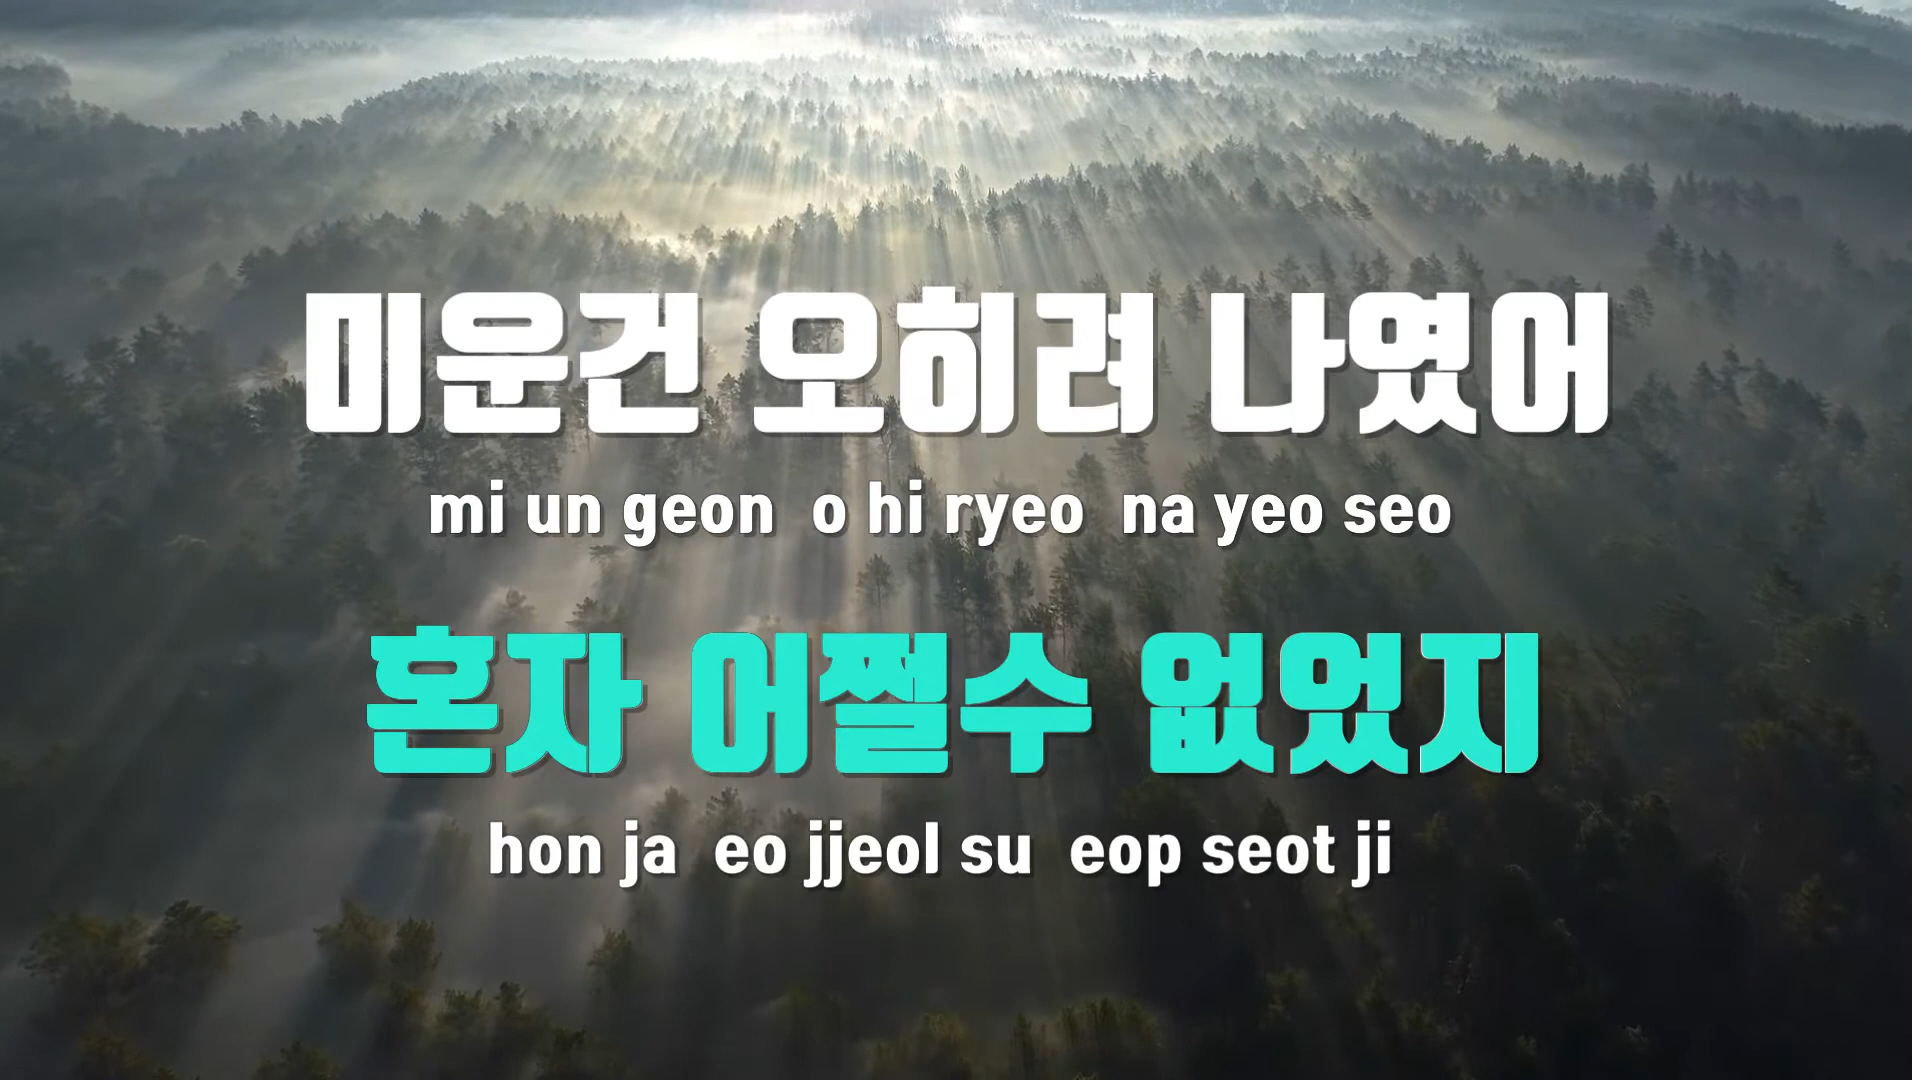 미운건 오히려 나였어
mi un geon o hi ryeo na yeo seo
혼자 어쩔수 없었지
hon ja eo jjeol su eop seot ji